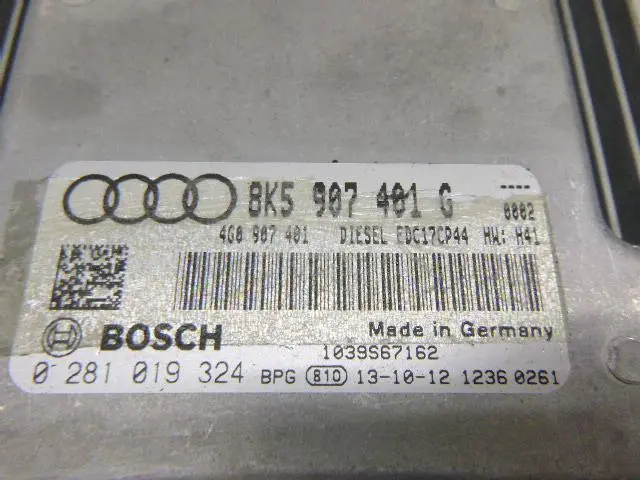 8K5 907 401 G ----
0002
4G0 907 401 DIESEL EDC17CP44 HW: H41
BOSCH Made in Germany
1039S67162
0 281 019 324 BPG 810 13-10-12 1236 0261